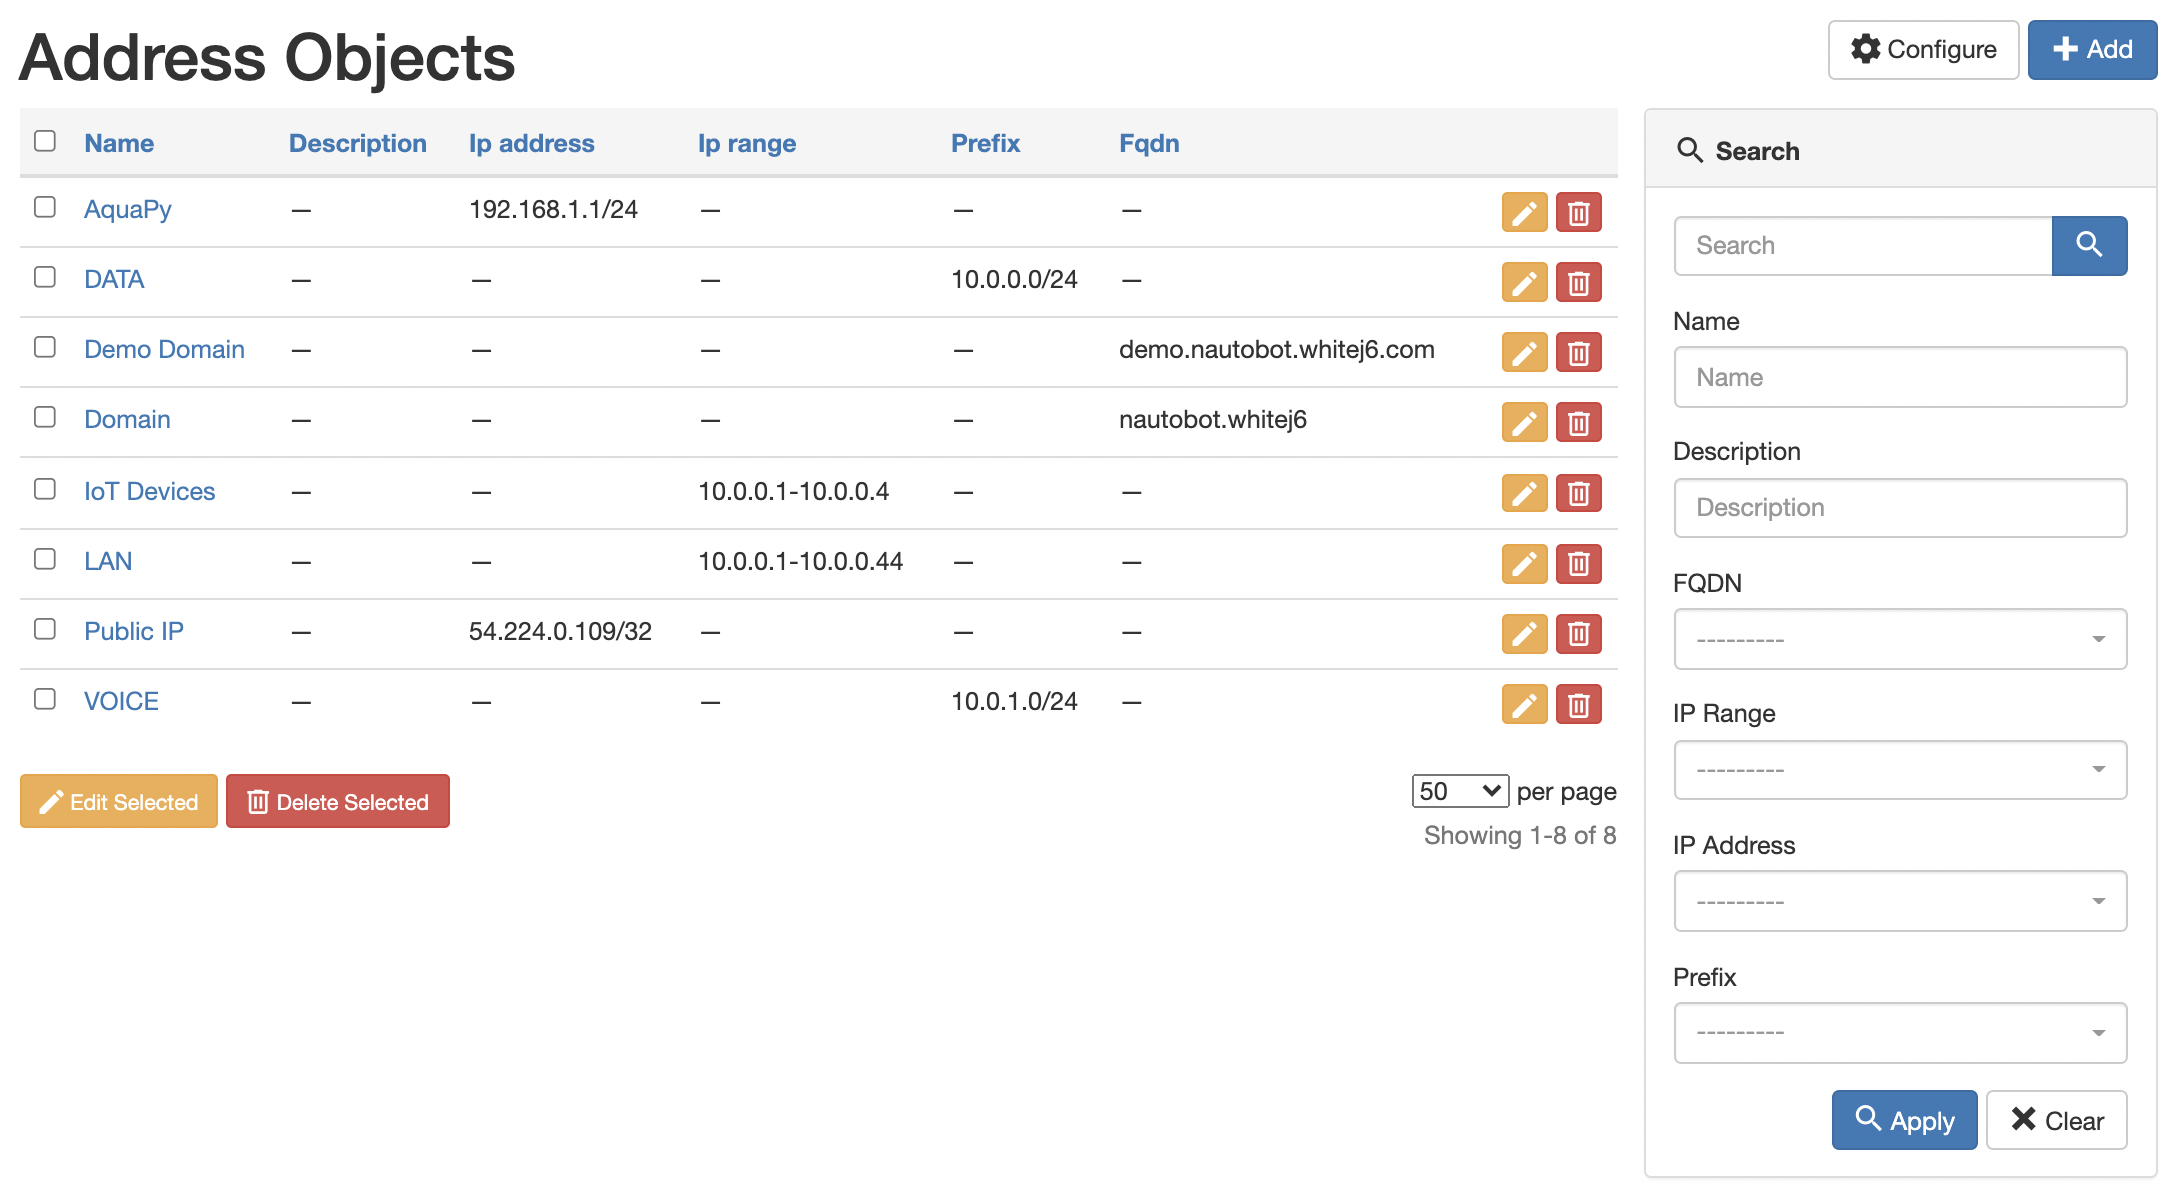 Address Objects
Configure
Add
Name Description Ip address Ip range Prefix Fqdn
AquaPy — 192.168.1.1/24 — — —
DATA — — — 10.0.0.0/24 —
Demo Domain — — — — demo.nautobot.whitej6.com
Domain — — — — nautobot.whitej6
IoT Devices — — 10.0.0.1-10.0.0.4 — —
LAN — — 10.0.0.1-10.0.0.44 — —
Public IP — 54.224.0.109/32 — — —
VOICE — — — 10.0.1.0/24 —
Edit Selected
Delete Selected
50 per page
Showing 1-8 of 8
Search
Search
Name
Name
Description
Description
FQDN
---------
IP Range
---------
IP Address
---------
Prefix
---------
Apply
Clear